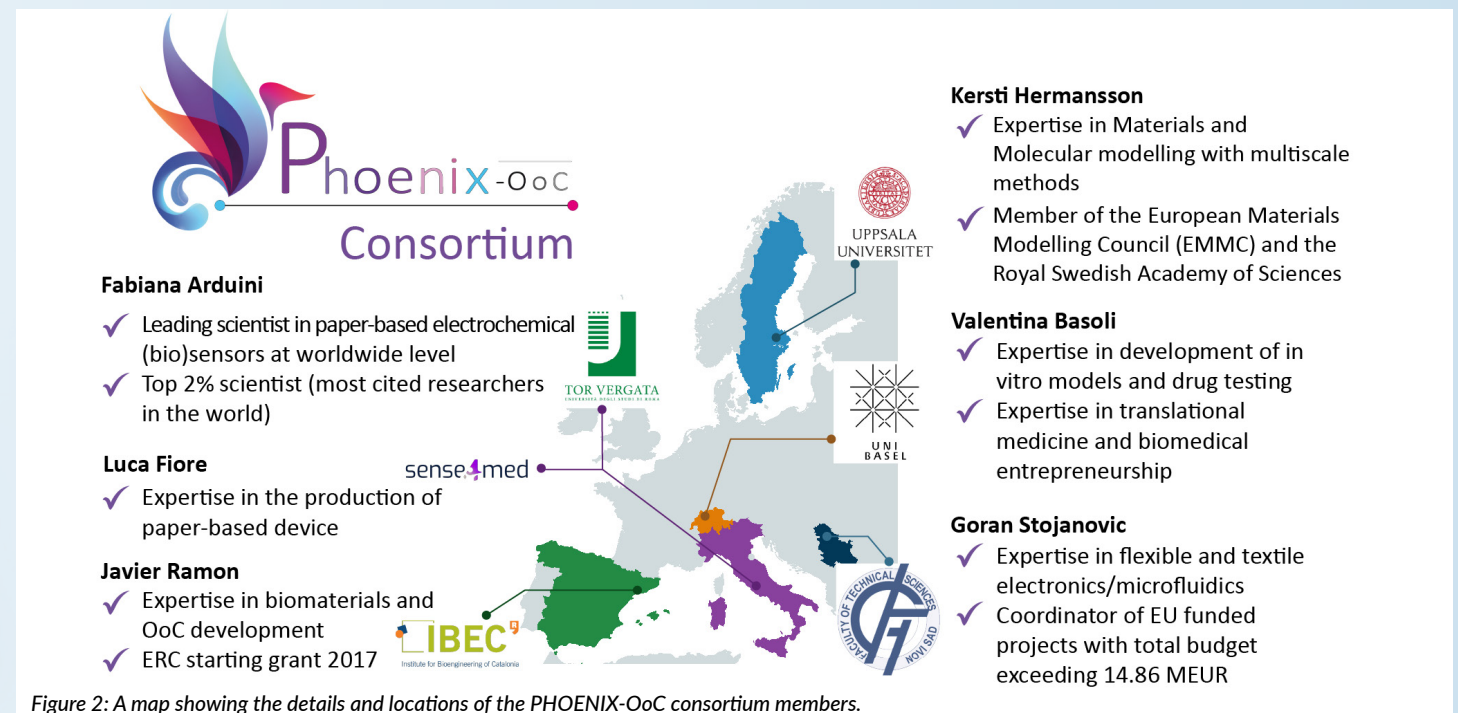 Phoenix-OoC
Consortium
Fabiana Arduini
Leading scientist in paper-based electrochemical
(bio)sensors at worldwide level
Top 2% scientist (most cited researchers
in the world)
Luca Fiore
Expertise in the production of
paper-based device
Javier Ramon
Expertise in biomaterials and
OoC development
ERC starting grant 2017
TOR VERGATA
UNIVERSITÀ DEGLI STUDI DI ROMA
sense4med
IBEC
Institute for Bioengineering of Catalonia
UPPSALA
UNIVERSITET
UNI
BASEL
FACULTY OF TECHNICAL SCIENCES
NOVI SAD
Kersti Hermansson
Expertise in Materials and
Molecular modelling with multiscale
methods
Member of the European Materials
Modelling Council (EMMC) and the
Royal Swedish Academy of Sciences
Valentina Basoli
Expertise in development of in
vitro models and drug testing
Expertise in translational
medicine and biomedical
entrepreneurship
Goran Stojanovic
Expertise in flexible and textile
electronics/microfluidics
Coordinator of EU funded
projects with total budget
exceeding 14.86 MEUR
Figure 2: A map showing the details and locations of the PHOENIX-OoC consortium members.